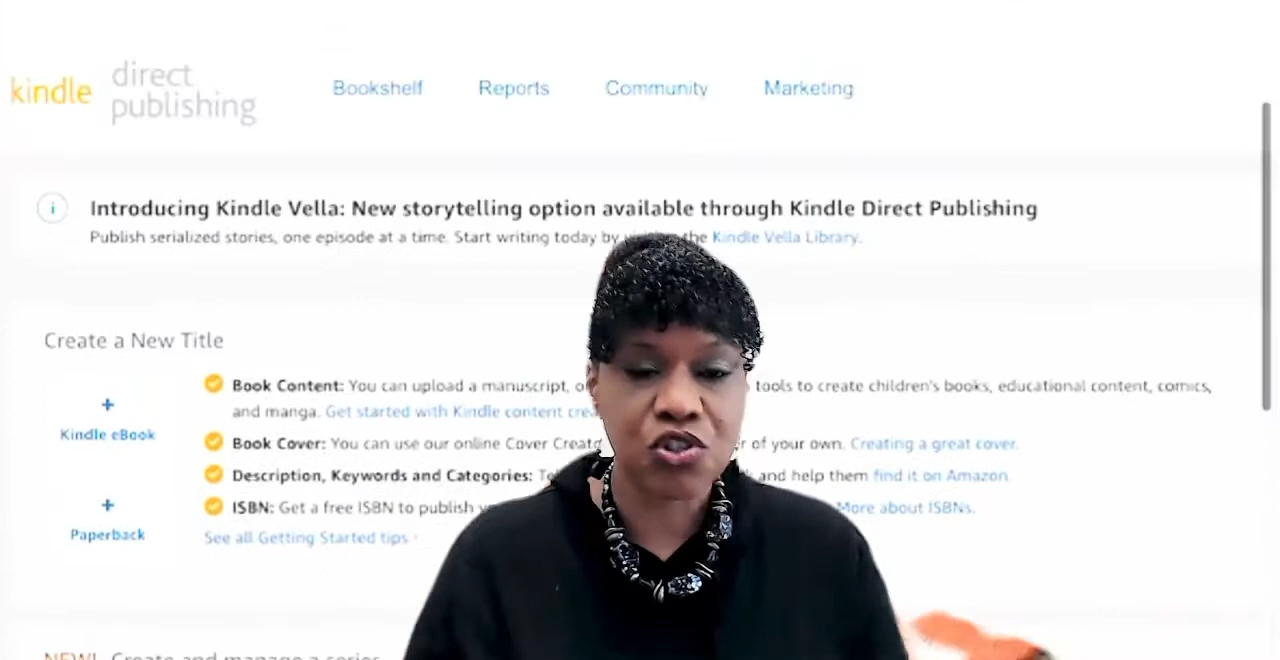 kindle direct publishing
Bookshelf Reports Community Marketing
Introducing Kindle Vella: New storytelling option available through Kindle Direct Publishing
Publish serialized stories, one episode at a time. Start writing today by the Kindle Vella Library.
Create a New Title
+ Kindle eBook
Book Content: You can upload a manuscript, tools to create children's books, educational content, comics,
and manga. Get started with Kindle content
Book Cover: You can use our online Cover of your own. Creating a great cover.
Description, Keywords and Categories: and help them find it on Amazon.
+ Paperback
ISBN: Get a free ISBN to publish More about ISBNs.
See all Getting Started tips ›
NEW! Create and manage a series